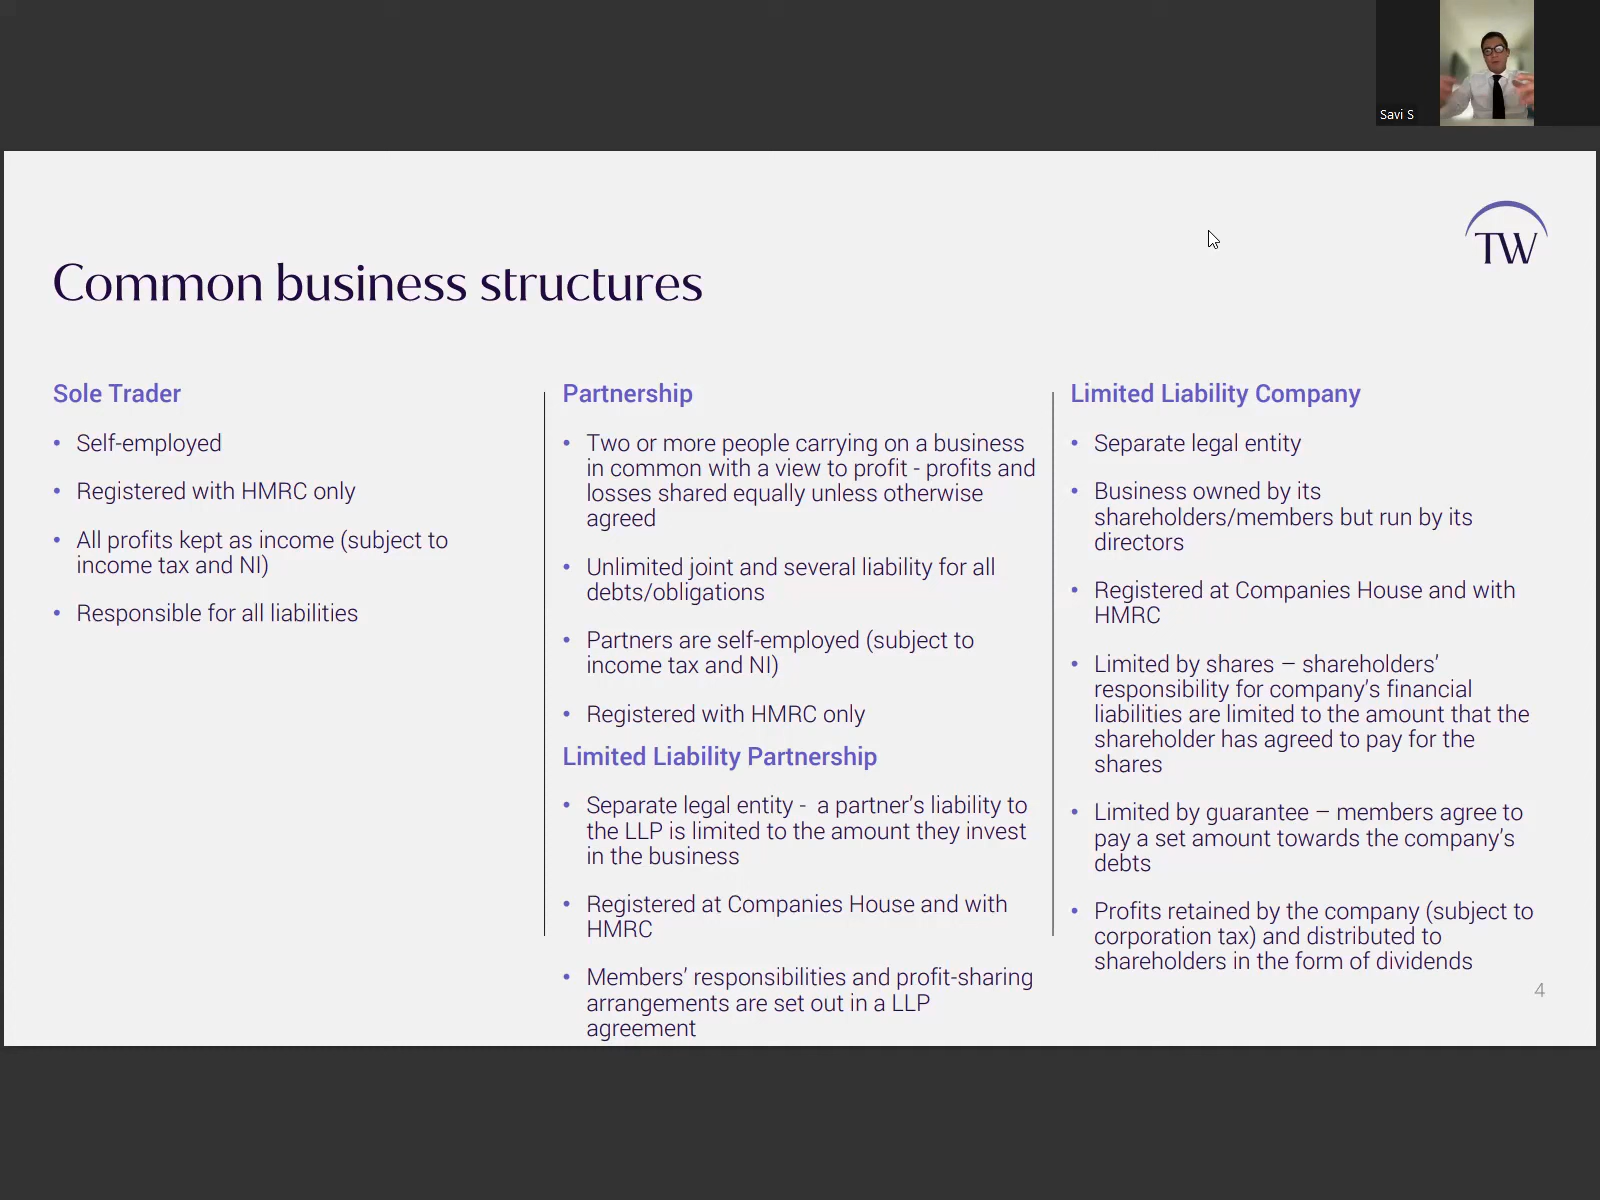 Savi S
TW
Common business structures
Sole Trader
• Self-employed
• Registered with HMRC only
• All profits kept as income (subject to
income tax and NI)
• Responsible for all liabilities
Partnership
• Two or more people carrying on a business
in common with a view to profit - profits and
losses shared equally unless otherwise
agreed
• Unlimited joint and several liability for all
debts/obligations
• Partners are self-employed (subject to
income tax and NI)
• Registered with HMRC only
Limited Liability Partnership
• Separate legal entity -  a partner's liability to
the LLP is limited to the amount they invest
in the business
• Registered at Companies House and with
HMRC
• Members' responsibilities and profit-sharing
arrangements are set out in a LLP
agreement
Limited Liability Company
• Separate legal entity
• Business owned by its
shareholders/members but run by its
directors
• Registered at Companies House and with
HMRC
• Limited by shares – shareholders'
responsibility for company's financial
liabilities are limited to the amount that the
shareholder has agreed to pay for the
shares
• Limited by guarantee – members agree to
pay a set amount towards the company's
debts
• Profits retained by the company (subject to
corporation tax) and distributed to
shareholders in the form of dividends
4